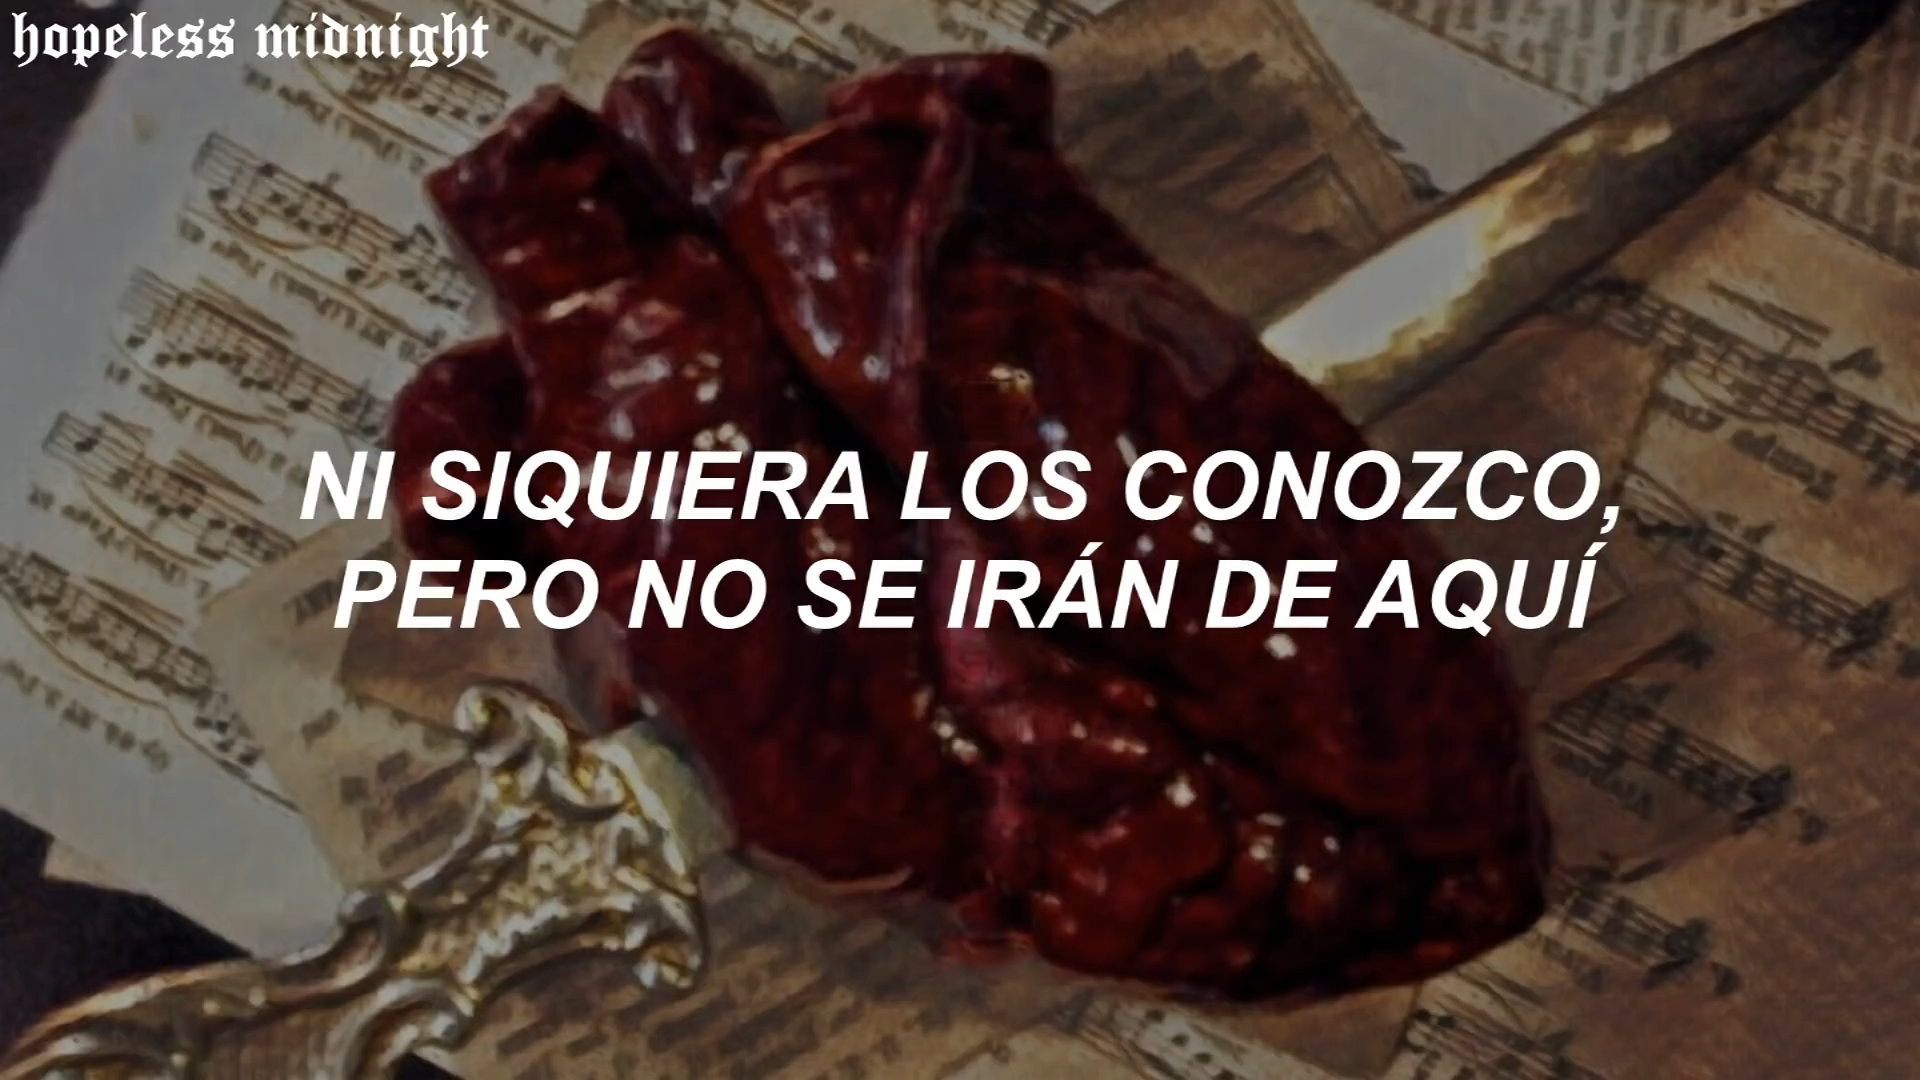 hopeless midnight
NI SIQUIERA LOS CONOZCO,
PERO NO SE IRÁN DE AQUÍ